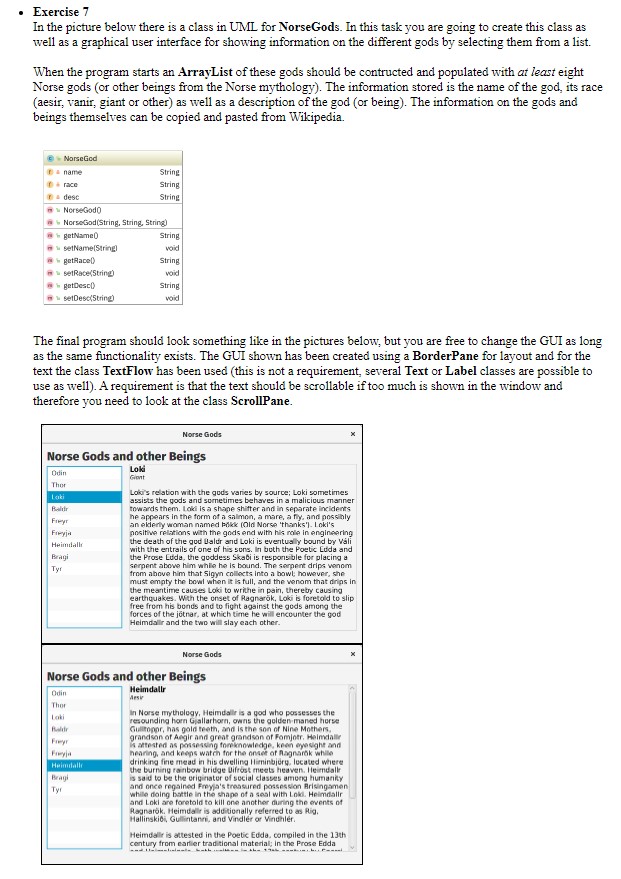 • Exercise 7
In the picture below there is a class in UML for NorseGods. In this task you are going to create this class as
well as a graphical user interface for showing information on the different gods by selecting them from a list.
When the program starts an ArrayList of these gods should be contructed and populated with at least eight
Norse gods (or other beings from the Norse mythology). The information stored is the name of the god, its race
(aesir, vanir, giant or other) as well as a description of the god (or being). The information on the gods and
beings themselves can be copied and pasted from Wikipedia.
NorseGod
name String
race String
desc String
NorseGod()
NorseGod(String, String, String)
getName() String
setName(String) void
getRace() String
setRace(String) void
getDesc() String
setDesc(String) void
The final program should look something like in the pictures below, but you are free to change the GUI as long
as the same functionality exists. The GUI shown has been created using a BorderPane for layout and for the
text the class TextFlow has been used (this is not a requirement, several Text or Label classes are possible to
use as well). A requirement is that the text should be scrollable if too much is shown in the window and
therefore you need to look at the class ScrollPane.
Norse Gods ×
Norse Gods and other Beings
Odin
Thor
Loki
Baldr
Freyr
Freyja
Heimdallr
Bragi
Tyr
Loki
Giant
Loki's relation with the gods varies by source; Loki sometimes
assists the gods and sometimes behaves in a malicious manner
towards them. Loki is a shape shifter and in separate incidents
he appears in the form of a salmon, a mare, a fly, and possibly
an elderly woman named Þökk (Old Norse 'thanks'). Loki's
positive relations with the gods end with his role in engineering
the death of the god Baldr and Loki is eventually bound by Váli
with the entrails of one of his sons. In both the Poetic Edda and
the Prose Edda, the goddess Skaði is responsible for placing a
serpent above him while he is bound. The serpent drips venom
from above him that Sigyn collects into a bowl; however, she
must empty the bowl when it is full, and the venom that drips in
the meantime causes Loki to writhe in pain, thereby causing
earthquakes. With the onset of Ragnarök, Loki is foretold to slip
free from his bonds and to fight against the gods among the
forces of the jötnar, at which time he will encounter the god
Heimdallr and the two will slay each other.
Norse Gods ×
Norse Gods and other Beings
Odin
Thor
Loki
Baldr
Freyr
Freyja
Heimdallr
Bragi
Tyr
Heimdallr
Aesir
In Norse mythology, Heimdallr is a god who possesses the
resounding horn Gjallarhorn, owns the golden-maned horse
Gulltoppr, has gold teeth, and is the son of Nine Mothers,
grandson of Aegir and great grandson of Fornjotr. Heimdallr
is attested as possessing foreknowledge, keen eyesight and
hearing, and keeps watch for the onset of Ragnarök while
drinking fine mead in his dwelling Himinbjörg, located where
the burning rainbow bridge Bifröst meets heaven. Heimdallr
is said to be the originator of social classes among humanity
and once regained Freyja's treasured possession Brísingamen
while doing battle in the shape of a seal with Loki. Heimdallr
and Loki are foretold to kill one another during the events of
Ragnarök. Heimdallr is additionally referred to as Rig,
Hallinskiði, Gullintanni, and Vindlér or Vindhlér.
Heimdallr is attested in the Poetic Edda, compiled in the 13th
century from earlier traditional material; in the Prose Edda